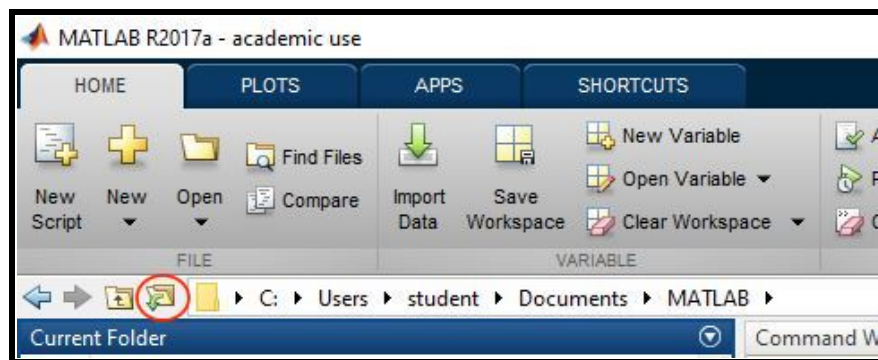 MATLAB R2017a - academic use
HOME PLOTS APPS SHORTCUTS
New Script
New
Open
Find Files
Compare
Import Data
Save Workspace
New Variable
Open Variable
Clear Workspace
FILE VARIABLE
C: Users student Documents MATLAB
Current Folder
Command W